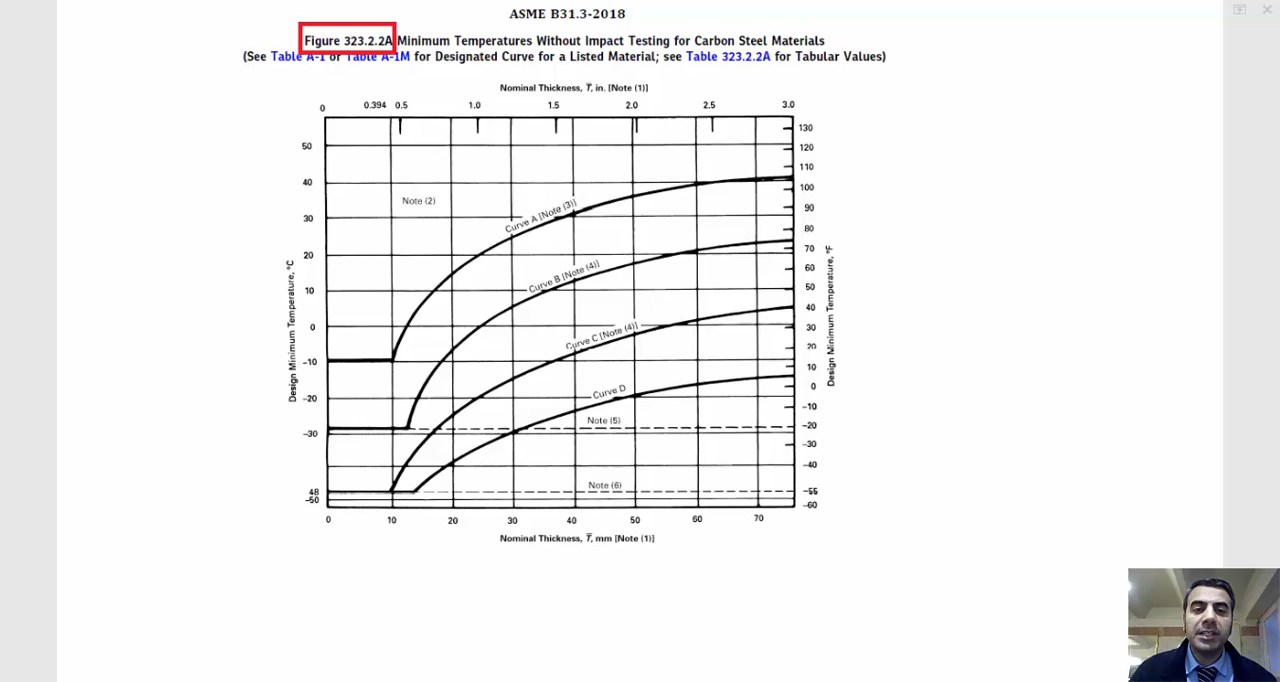 ASME B31.3-2018
Figure 323.2.2A Minimum Temperatures Without Impact Testing for Carbon Steel Materials
(See Table A-1 or Table A-1M for Designated Curve for a Listed Material; see Table 323.2.2A for Tabular Values)
Nominal Thickness, T̅, in. [Note (1)]
0 0.394 0.5 1.0 1.5 2.0 2.5 3.0
130
50 120
110
40 100
Note (2)
Curve A [Note (3)]
90
30
80
20 70
Curve B [Note (4)]
60
10 50
40
0 30
Curve C [Note (4)]
20
-10 10
0
Curve D
-20 -10
Note (5)
-20
-30 -30
-40
Note (6)
48 -55
-50 -60
Design Minimum Temperature, °C
Design Minimum Temperature, °F
0 10 20 30 40 50 60 70
Nominal Thickness, T̅, mm [Note (1)]